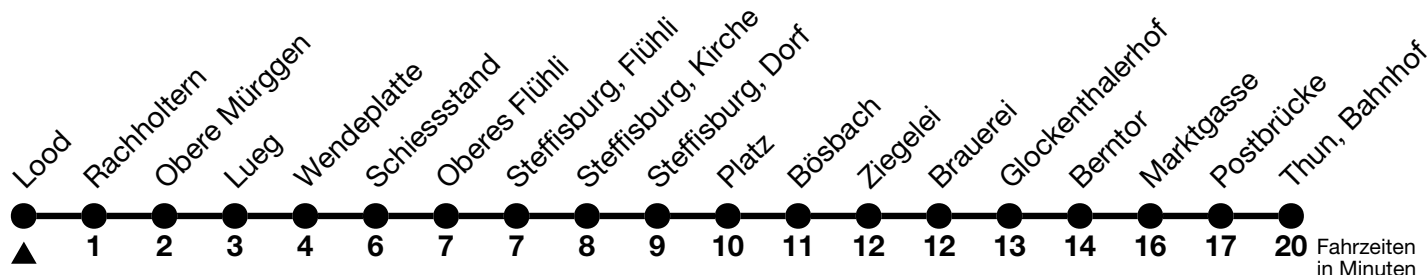 Lood
Rachholtern
Obere Mürggen
Lueg
Wendeplatte
Schiessstand
Oberes Flühli
Steffisburg, Flühli
Steffisburg, Kirche
Steffisburg, Dorf
Platz
Bösbach
Ziegelei
Brauerei
Glockenthalerhof
Berntor
Marktgasse
Postbrücke
Thun, Bahnhof
1 2 3 4 6 7 7 8 9 10 11 12 12 13 14 16 17 20 Fahrzeiten
in Minuten